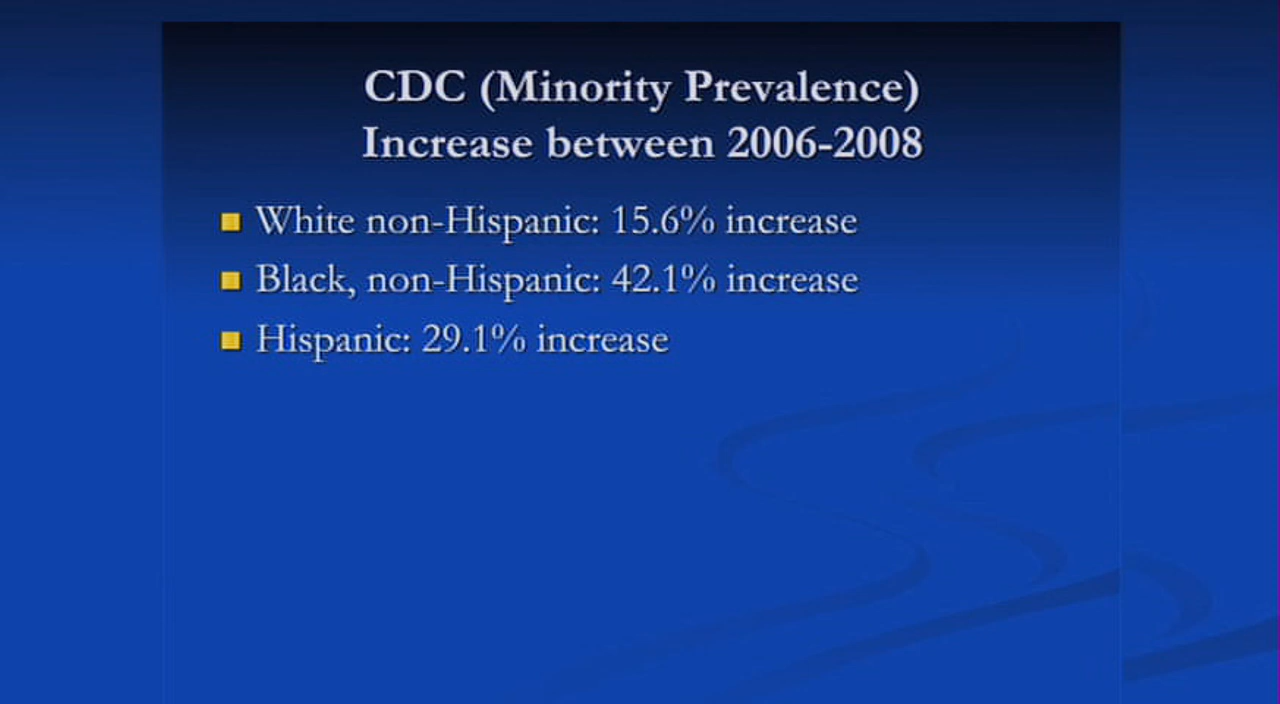 CDC (Minority Prevalence)
Increase between 2006-2008
White non-Hispanic: 15.6% increase
Black, non-Hispanic: 42.1% increase
Hispanic: 29.1% increase